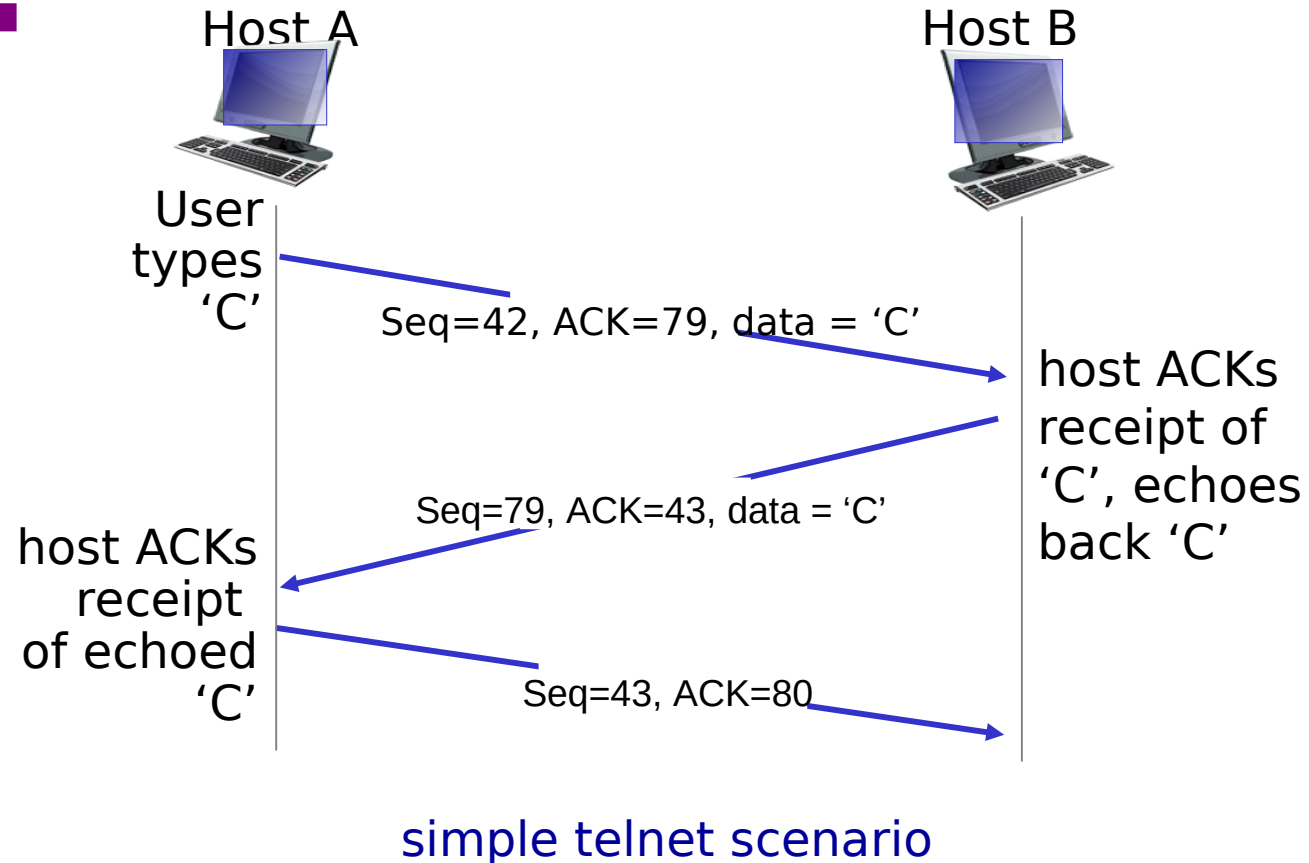 Host A
Host B
User
types
‘C’
Seq=42, ACK=79, data = ‘C’
host ACKs
receipt of
‘C’, echoes
back ‘C’
Seq=79, ACK=43, data = ‘C’
host ACKs
receipt
of echoed
‘C’
Seq=43, ACK=80
simple telnet scenario